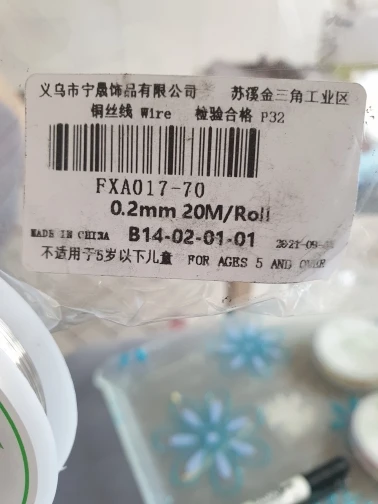 义乌市宁晟饰品有限公司 苏溪金三角工业区
铜丝线 Wire 检验合格 P32
FXA017-70
0.2mm 20M/Roll
MADE IN CHINA B14-02-01-01 2021-09-
不适用于5岁以下儿童 FOR AGES 5 AND OVER